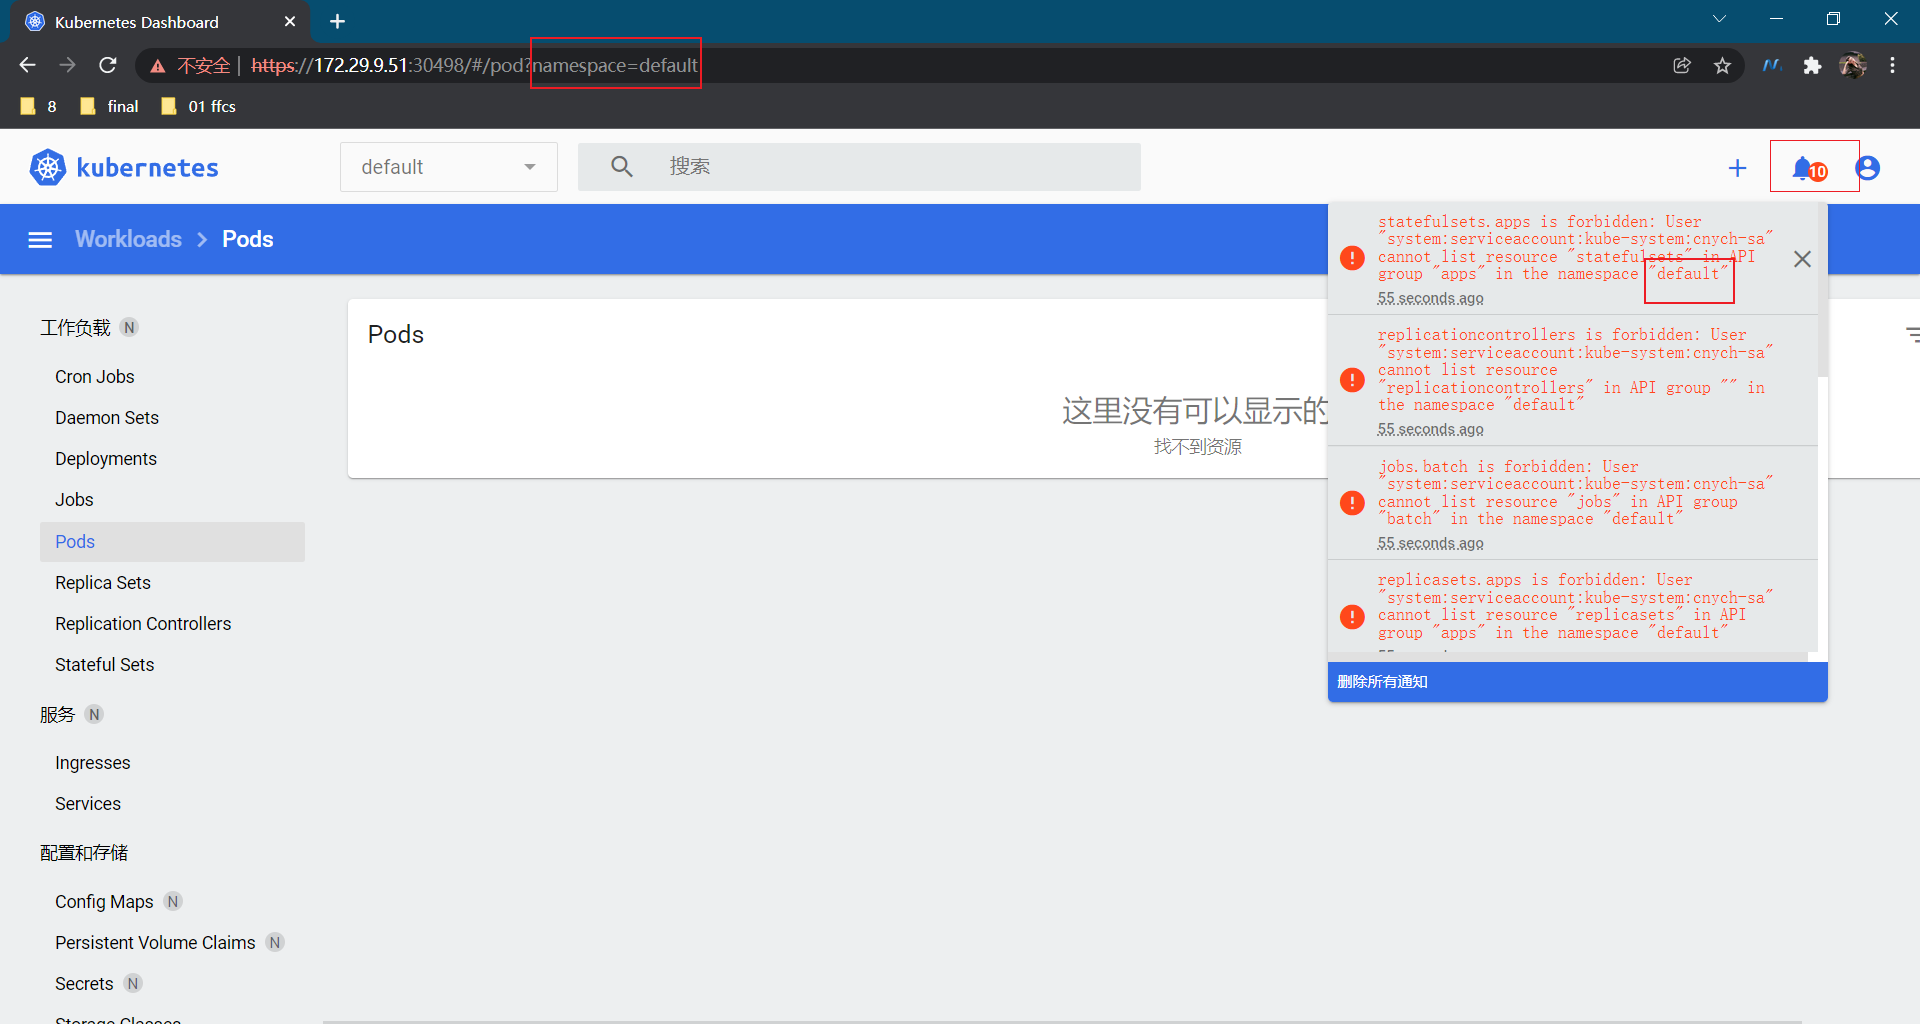 Kubernetes Dashboard
不安全 | https://172.29.9.51:30498/#/pod?namespace=default
8
final
01 ffcs
kubernetes
default
搜索
10
Workloads
Pods
工作负载 N
Cron Jobs
Daemon Sets
Deployments
Jobs
Pods
Replica Sets
Replication Controllers
Stateful Sets
服务 N
Ingresses
Services
配置和存储
Config Maps N
Persistent Volume Claims N
Secrets N
Storage Classes
Pods
这里没有可以显示的
找不到资源
statefulsets.apps is forbidden: User
"system:serviceaccount:kube-system:cnych-sa"
cannot list resource "statefulsets" in API
group "apps" in the namespace "default"
55 seconds ago
replicationcontrollers is forbidden: User
"system:serviceaccount:kube-system:cnych-sa"
cannot list resource
"replicationcontrollers" in API group "" in
the namespace "default"
55 seconds ago
jobs.batch is forbidden: User
"system:serviceaccount:kube-system:cnych-sa"
cannot list resource "jobs" in API group
"batch" in the namespace "default"
55 seconds ago
replicasets.apps is forbidden: User
"system:serviceaccount:kube-system:cnych-sa"
cannot list resource "replicasets" in API
group "apps" in the namespace "default"
删除所有通知